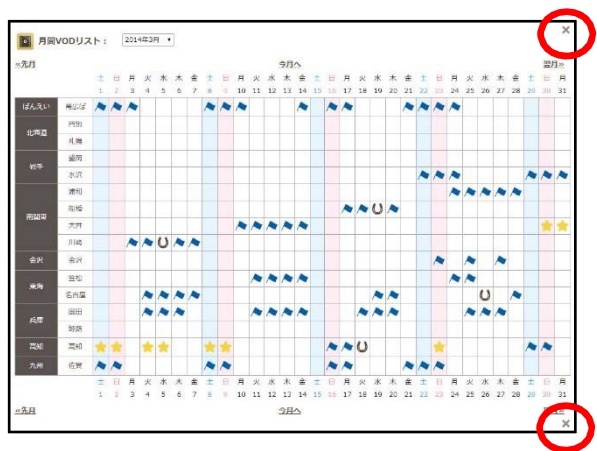 ×
月間VODリスト： 2014年3月 ▼
≪先月 今月へ 翌月≫
土 日 月 火 水 木 金 土 日 月 火 水 木 金 土 日 月 火 水 木 金 土 日 月 火 水 木 金 土 日 月
1 2 3 4 5 6 7 8 9 10 11 12 13 14 15 16 17 18 19 20 21 22 23 24 25 26 27 28 29 30 31
ばんえい 帯広ば
北海道 門別
札幌
岩手 盛岡
水沢
南関東 浦和
船橋
大井
川崎
金沢 金沢
東海 笠松
名古屋
兵庫 園田
姫路
高知 高知
九州 佐賀
土 日 月 火 水 木 金 土 日 月 火 水 木 金 土 日 月 火 水 木 金 土 日 月 火 水 木 金 土 日 月
1 2 3 4 5 6 7 8 9 10 11 12 13 14 15 16 17 18 19 20 21 22 23 24 25 26 27 28 29 30 31
≪先月 今月へ 翌月≫
×